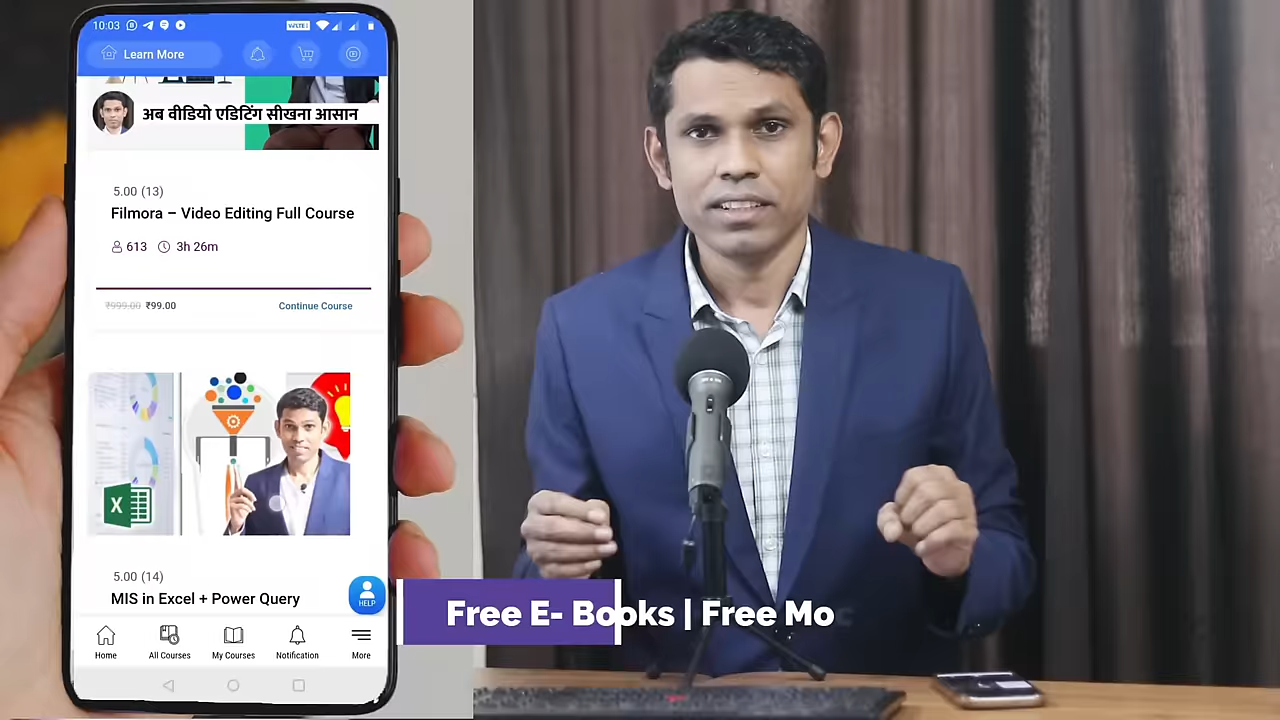 10:03
VoLTE
Learn More
अब वीडियो एडिटिंग सीखना आसान
5.00 (13)
Filmora – Video Editing Full Course
613 3h 26m
₹999.00 ₹99.00 Continue Course
X
5.00 (14)
MIS in Excel + Power Query
HELP
Home All Courses My Courses Notification More
Free E- Books | Free Mo